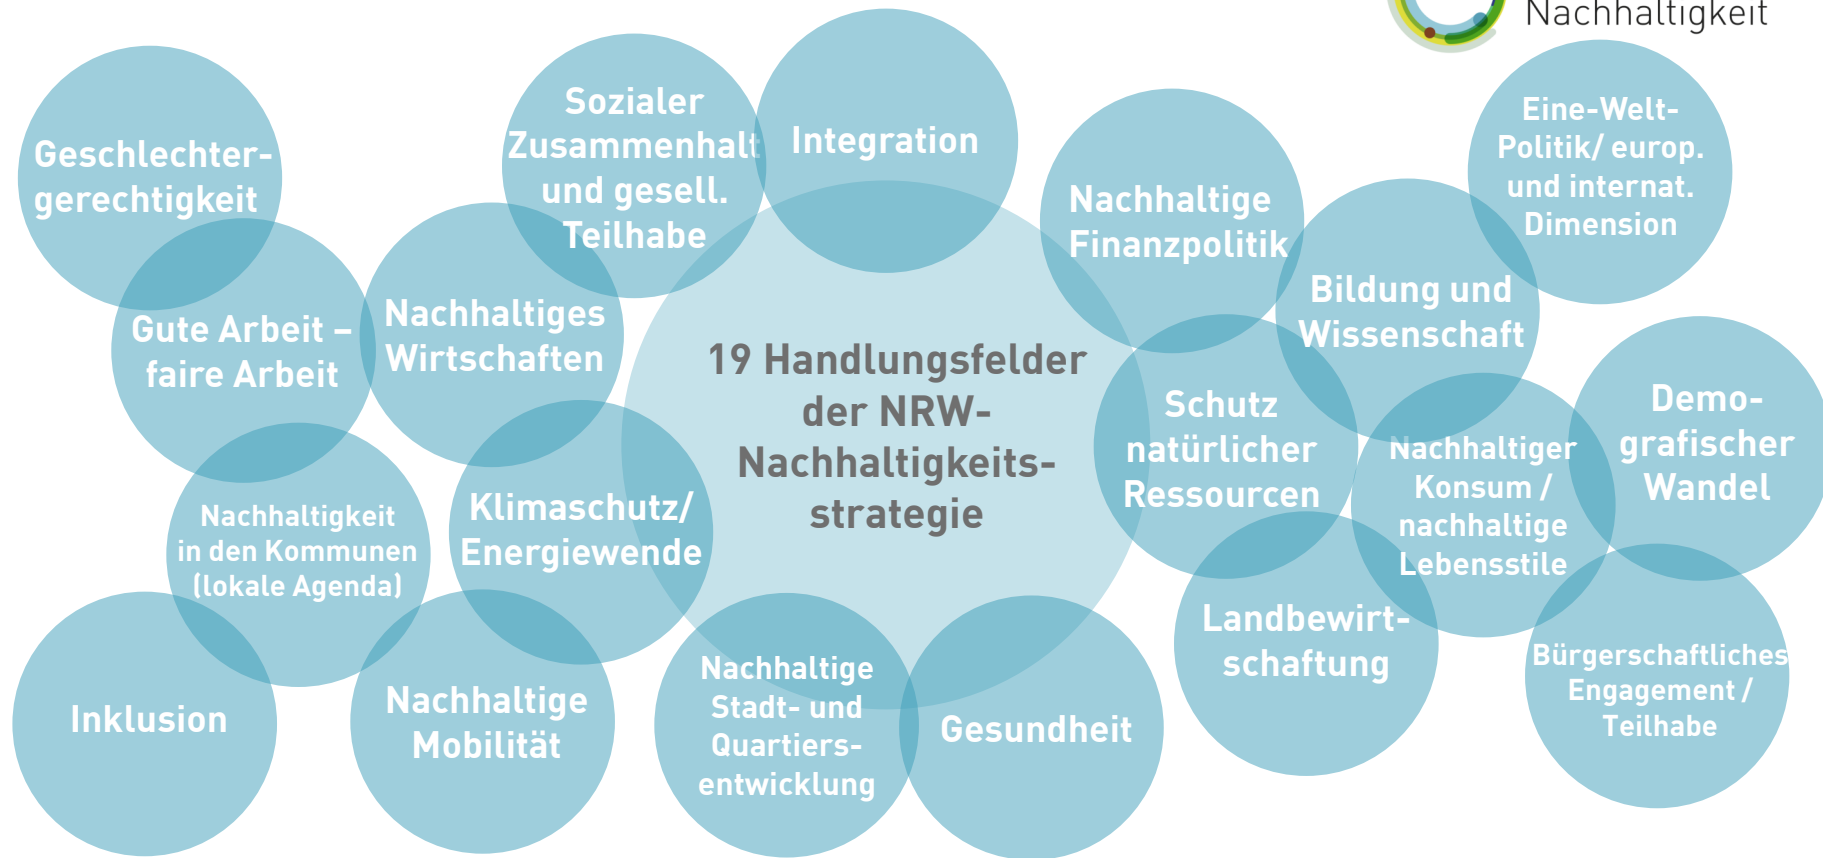 Nachhaltigkeit
Geschlechter-
gerechtigkeit
Sozialer
Zusammenhalt
und gesell.
Teilhabe
Integration
Nachhaltige
Finanzpolitik
Eine-Welt-
Politik/ europ.
und internat.
Dimension
Gute Arbeit –
faire Arbeit
Nachhaltiges
Wirtschaften
19 Handlungsfelder
der NRW-
Nachhaltigkeits-
strategie
Bildung und
Wissenschaft
Schutz
natürlicher
Ressourcen
Nachhaltiger
Konsum /
nachhaltige
Lebensstile
Demo-
grafischer
Wandel
Nachhaltigkeit
in den Kommunen
(lokale Agenda)
Klimaschutz/
Energiewende
Landbewirt-
schaftung
Bürgerschaftliches
Engagement /
Teilhabe
Inklusion
Nachhaltige
Mobilität
Nachhaltige
Stadt- und
Quartiers-
entwicklung
Gesundheit